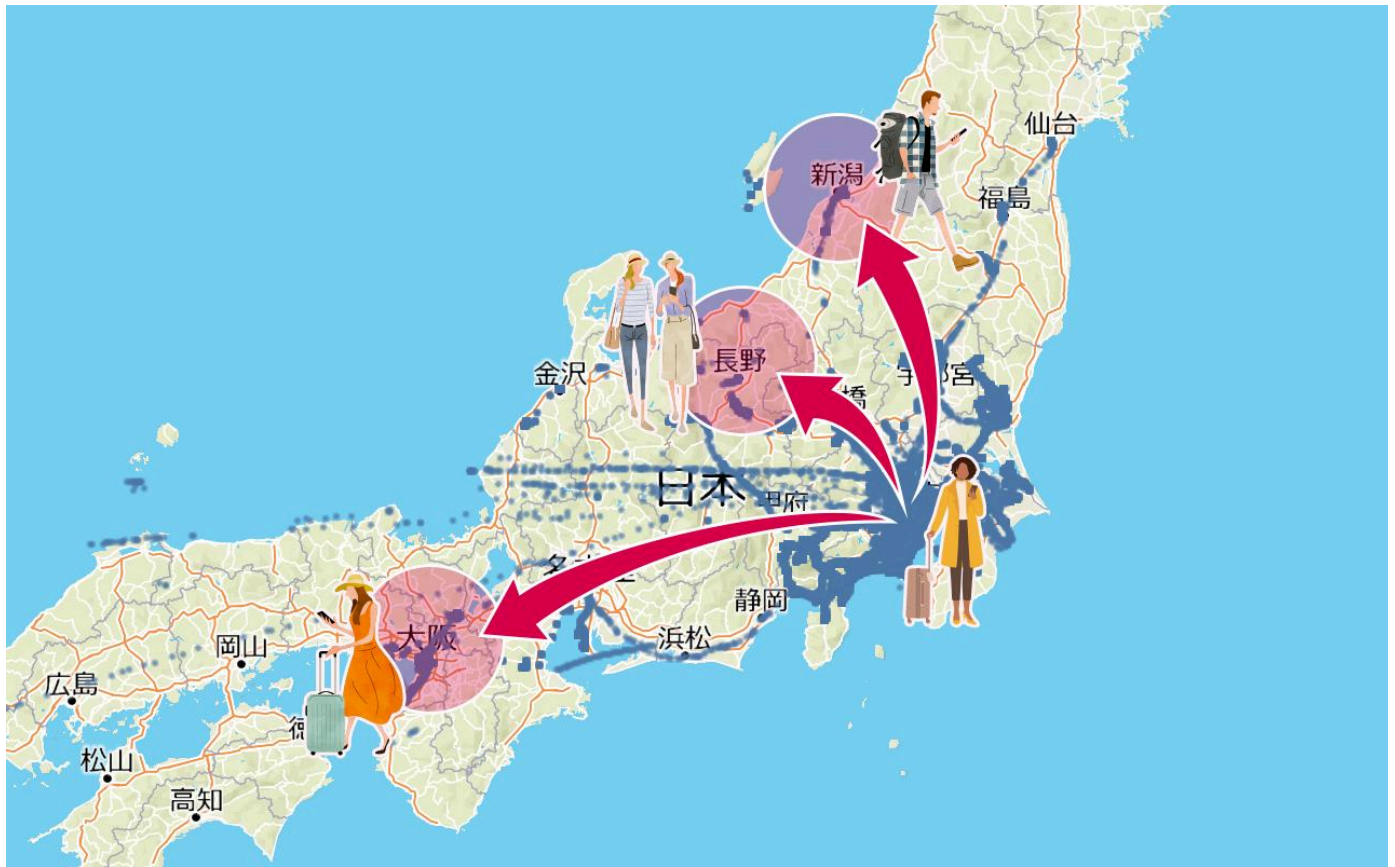 仙台
新潟
福島
長野
金沢
宮
橋
日本
府
静岡
大阪
浜松
岡山
広島
松山
高知